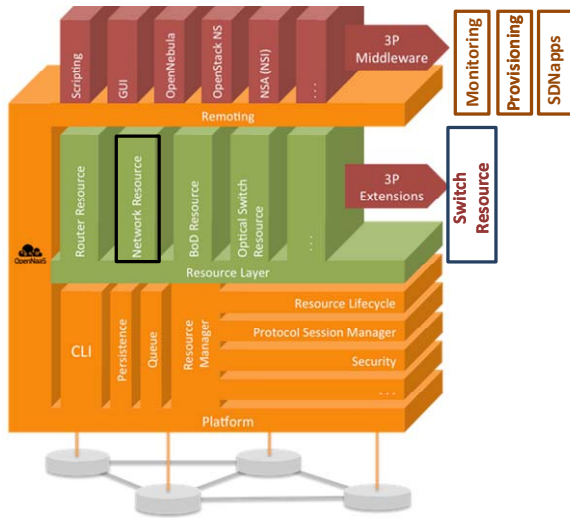 Scripting
GUI
OpenNebula
OpenStack NS
NSA (NSI)
. . .
3P
Middleware
Monitoring
Provisioning
SDNapps
Remoting
Router Resource
Network Resource
BoD Resource
Optical Switch
Resource
. . .
3P
Extensions
Switch
Resource
OpenNaaS
Resource Layer
CLI
Persistence
Queue
Resource
Manager
Resource Lifecycle
Protocol Session Manager
Security
. . .
Platform